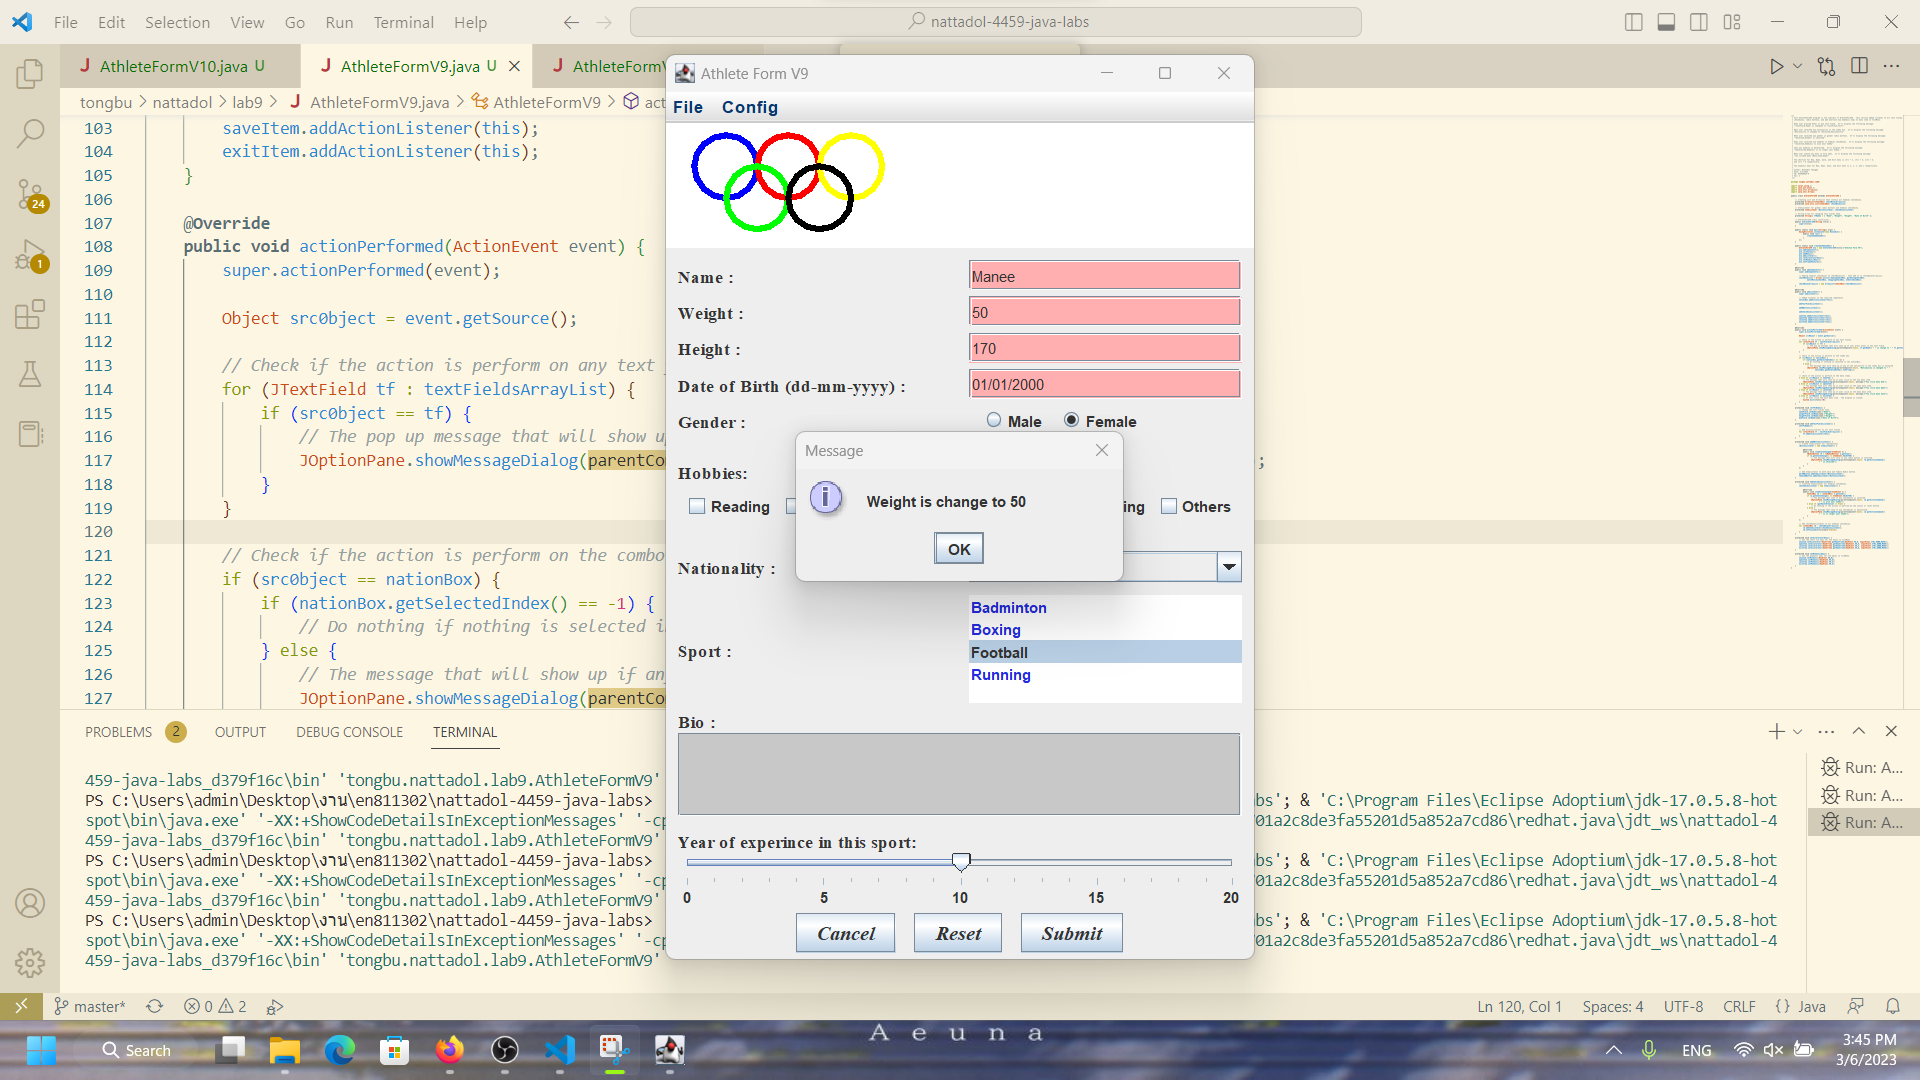 File Edit Selection View Go Run Terminal Help
nattadol-4459-java-labs
AthleteFormV10.java U
AthleteFormV9.java U
AthleteFormV
tongbu > nattadol > lab9 > AthleteFormV9.java > AthleteFormV9 > act
103 saveItem.addActionListener(this);
104 exitItem.addActionListener(this);
105 }
106
107 @Override
108 public void actionPerformed(ActionEvent event) {
109 super.actionPerformed(event);
110
111 Object srcObject = event.getSource();
112
113 // Check if the action is perform on any text
114 for (JTextField tf : textFieldsArrayList) {
115 if (srcObject == tf) {
116 // The pop up message that will show u
117 JOptionPane.showMessageDialog(parentCo ;
118 }
119 }
120
121 // Check if the action is perform on the combo
122 if (srcObject == nationBox) {
123 if (nationBox.getSelectedIndex() == -1) {
124 // Do nothing if nothing is selected i
125 } else {
126 // The message that will show up if an
127 JOptionPane.showMessageDialog(parentCo
Athlete Form V9
File Config
Name :
Manee
Weight :
50
Height :
170
Date of Birth (dd-mm-yyyy) :
01/01/2000
Gender :
Male
Female
Message
Weight is change to 50
OK
Hobbies:
Reading
ing
Others
Nationality :
Sport :
Badminton
Boxing
Football
Running
Bio :
Year of experince in this sport:
0 5 10 15 20
Cancel Reset Submit
PROBLEMS 2 OUTPUT DEBUG CONSOLE TERMINAL
459-java-labs_d379f16c\bin' 'tongbu.nattadol.lab9.AthleteFormV9'
PS C:\Users\admin\Desktop\งาน\en811302\nattadol-4459-java-labs> bs'; & 'C:\Program Files\Eclipse Adoptium\jdk-17.0.5.8-hot
spot\bin\java.exe' '-XX:+ShowCodeDetailsInExceptionMessages' '-cp 01a2c8de3fa55201d5a852a7cd86\redhat.java\jdt_ws\nattadol-4
459-java-labs_d379f16c\bin' 'tongbu.nattadol.lab9.AthleteFormV9'
PS C:\Users\admin\Desktop\งาน\en811302\nattadol-4459-java-labs> bs'; & 'C:\Program Files\Eclipse Adoptium\jdk-17.0.5.8-hot
spot\bin\java.exe' '-XX:+ShowCodeDetailsInExceptionMessages' '-cp 01a2c8de3fa55201d5a852a7cd86\redhat.java\jdt_ws\nattadol-4
459-java-labs_d379f16c\bin' 'tongbu.nattadol.lab9.AthleteFormV9'
PS C:\Users\admin\Desktop\งาน\en811302\nattadol-4459-java-labs> bs'; & 'C:\Program Files\Eclipse Adoptium\jdk-17.0.5.8-hot
spot\bin\java.exe' '-XX:+ShowCodeDetailsInExceptionMessages' '-cp 01a2c8de3fa55201d5a852a7cd86\redhat.java\jdt_ws\nattadol-4
459-java-labs_d379f16c\bin' 'tongbu.nattadol.lab9.AthleteFormV9'
Run: A...
Run: A...
Run: A...
24
1
master* 0 2
Ln 120, Col 1 Spaces: 4 UTF-8 CRLF {} Java
Aeuna
Search
ENG
3:45 PM
3/6/2023